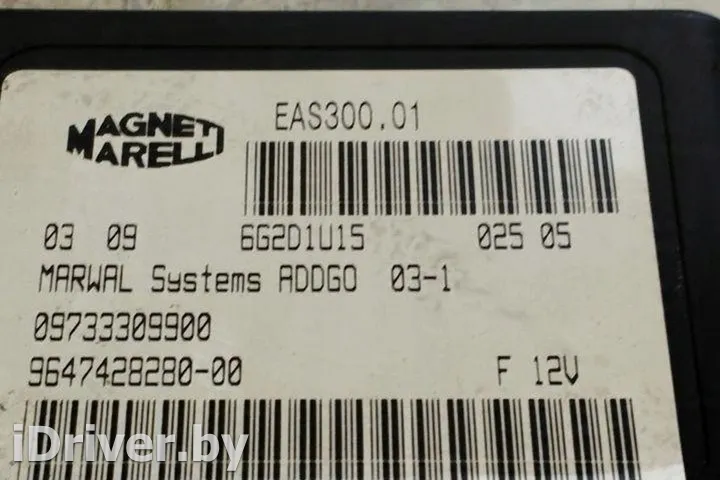 MAGNETI
MARELLI
EAS300.01
03 09 6G2D1U15 025 05
MARWAL Systems ADDGO 03-1
09733309900
9647428280-00 F 12V
iDriver.by